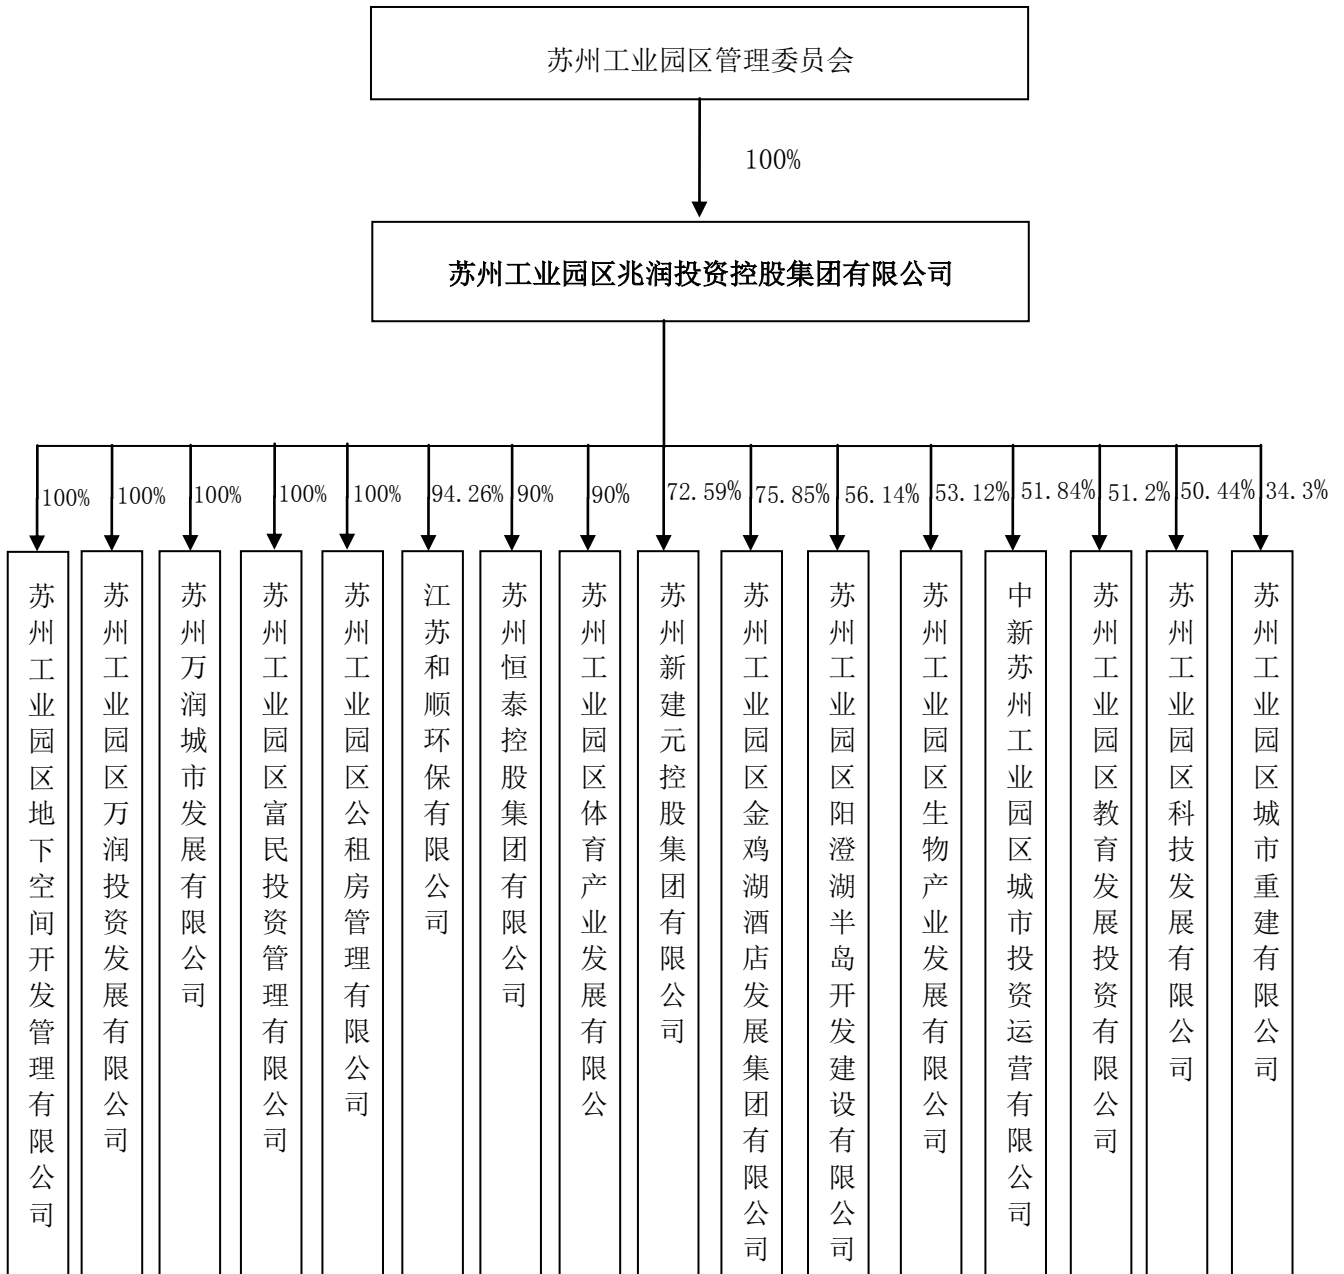 苏州工业园区管理委员会
100%
苏州工业园区兆润投资控股集团有限公司
100%
100%
100%
100%
100%
94.26%
90%
90%
72.59%
75.85%
56.14%
53.12%
51.84%
51.2%
50.44%
34.3%
苏州工业园区地下空间开发管理有限公司
苏州工业园区万润投资发展有限公司
苏州万润城市发展有限公司
苏州工业园区富民投资管理有限公司
苏州工业园区公租房管理有限公司
江苏和顺环保有限公司
苏州恒泰控股集团有限公司
苏州工业园区体育产业发展有限公
苏州新建元控股集团有限公司
苏州工业园区金鸡湖酒店发展集团有限公司
苏州工业园区阳澄湖半岛开发建设有限公司
苏州工业园区生物产业发展有限公司
中新苏州工业园区城市投资运营有限公司
苏州工业园区教育发展投资有限公司
苏州工业园区科技发展有限公司
苏州工业园区城市重建有限公司